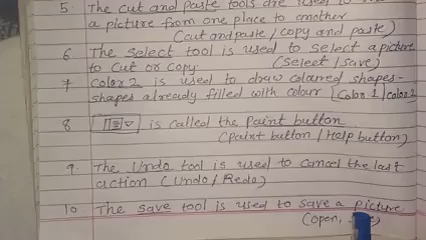 5. The cut and paste tools are used to
a picture from one place to another
(cut and paste / copy and paste)
6 The select tool is used to select a picture
to cut or copy. (Select / save)
7 Color 2 is used to draw coloured shapes-
shapes already filled with colour [Color 1] color 2
8 is called the Paint button
(Paint button / Help button)
9. The Undo tool is used to cancel the last
action (Undo / Redo)
10. The save tool is used to save a picture
(open,